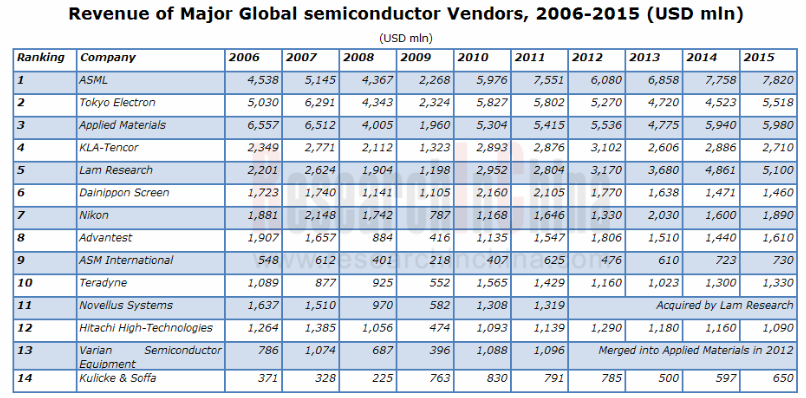 Revenue of Major Global semiconductor Vendors, 2006-2015 (USD mln)
(USD mln)
Ranking Company 2006 2007 2008 2009 2010 2011 2012 2013 2014 2015
1 ASML 4,538 5,145 4,367 2,268 5,976 7,551 6,080 6,858 7,758 7,820
2 Tokyo Electron 5,030 6,291 4,343 2,324 5,827 5,802 5,270 4,720 4,523 5,518
3 Applied Materials 6,557 6,512 4,005 1,960 5,304 5,415 5,536 4,775 5,940 5,980
4 KLA-Tencor 2,349 2,771 2,112 1,323 2,893 2,876 3,102 2,606 2,886 2,710
5 Lam Research 2,201 2,624 1,904 1,198 2,952 2,804 3,170 3,680 4,861 5,100
6 Dainippon Screen 1,723 1,740 1,141 1,105 2,160 2,105 1,770 1,638 1,471 1,460
7 Nikon 1,881 2,148 1,742 787 1,168 1,646 1,330 2,030 1,600 1,890
8 Advantest 1,907 1,657 884 416 1,135 1,547 1,806 1,510 1,440 1,610
9 ASM International 548 612 401 218 407 625 476 610 723 730
10 Teradyne 1,089 877 925 552 1,565 1,429 1,160 1,023 1,300 1,330
11 Novellus Systems 1,637 1,510 970 582 1,308 1,319 Acquired by Lam Research
12 Hitachi High-Technologies 1,264 1,385 1,056 474 1,093 1,139 1,290 1,180 1,160 1,090
13 Varian Semiconductor Equipment 786 1,074 687 396 1,088 1,096 Merged into Applied Materials in 2012
14 Kulicke & Soffa 371 328 225 763 830 791 785 500 597 650
ResearchInChina
www.researchinchina.com